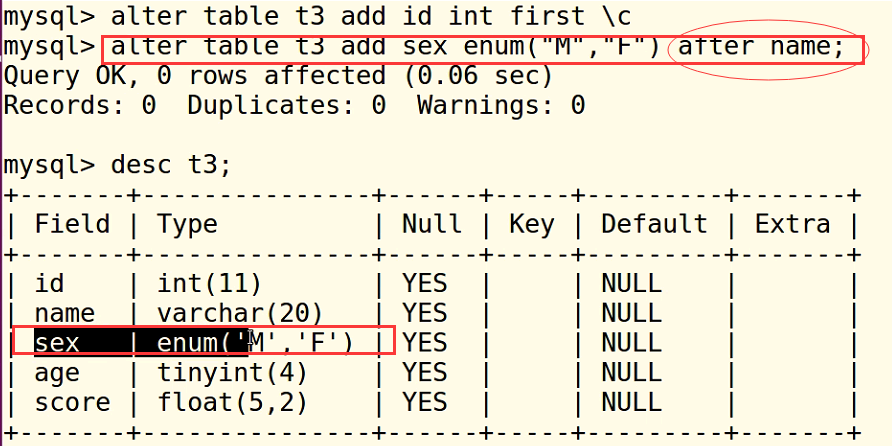 mysql> alter table t3 add id int first \c
mysql> alter table t3 add sex enum("M","F") after name;
Query OK, 0 rows affected (0.06 sec)
Records: 0  Duplicates: 0  Warnings: 0
mysql> desc t3;
+-------+---------------+------+-----+---------+-------+
| Field | Type          | Null | Key | Default | Extra |
+-------+---------------+------+-----+---------+-------+
| id    | int(11)       | YES  |     | NULL    |       |
| name  | varchar(20)   | YES  |     | NULL    |       |
| sex   | enum('M','F') | YES  |     | NULL    |       |
| age   | tinyint(4)    | YES  |     | NULL    |       |
| score | float(5,2)    | YES  |     | NULL    |       |
+-------+---------------+------+-----+---------+-------+